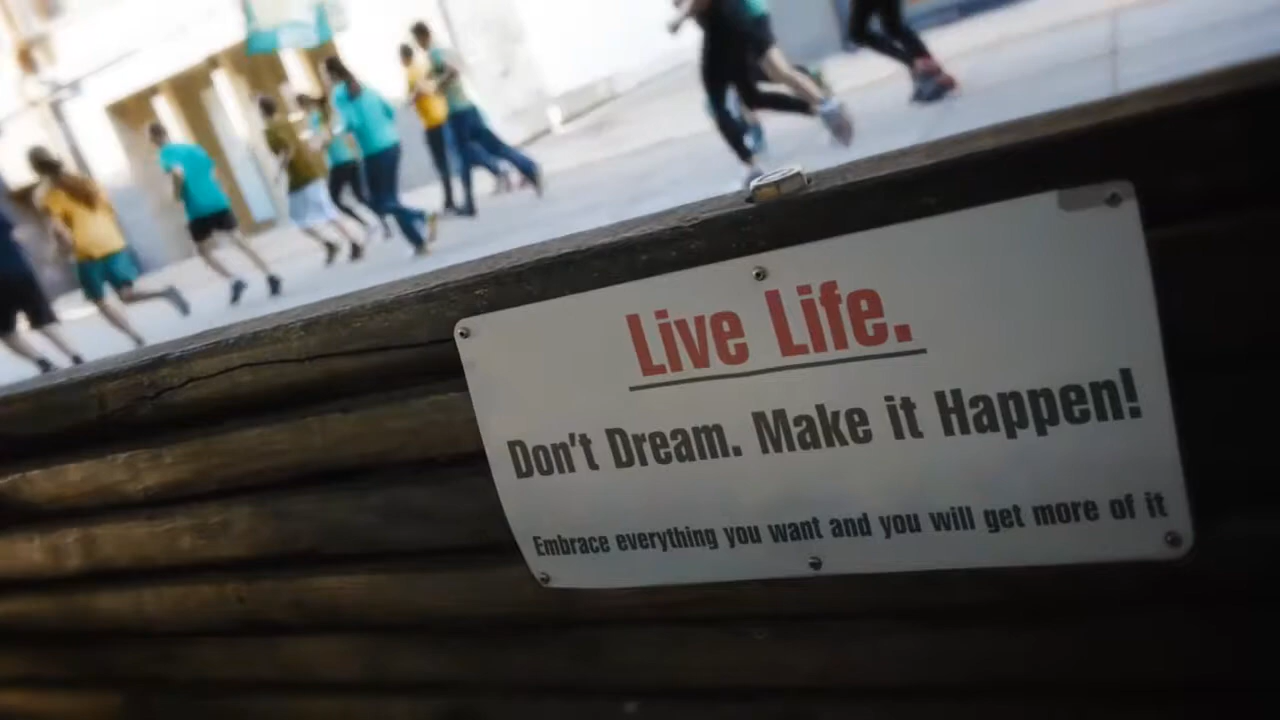 Live Life.
Don't Dream. Make it Happen!
Embrace everything you want and you will get more of it